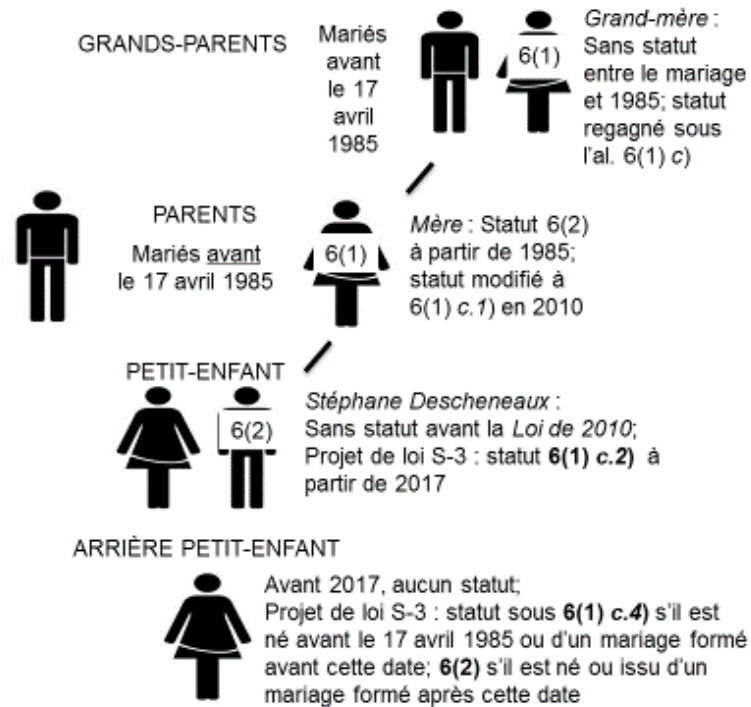 GRANDS-PARENTS
Mariés
avant
le 17
avril
1985
6(1)
Grand-mère :
Sans statut
entre le mariage
et 1985; statut
regagné sous
l'al. 6(1) c)
PARENTS
Mariés avant
le 17 avril 1985
6(1)
Mère : Statut 6(2)
à partir de 1985;
statut modifié à
6(1) c.1) en 2010
PETIT-ENFANT
6(2)
Stéphane Descheneaux :
Sans statut avant la Loi de 2010;
Projet de loi S-3 : statut 6(1) c.2) à
partir de 2017
ARRIÈRE PETIT-ENFANT
Avant 2017, aucun statut;
Projet de loi S-3 : statut sous 6(1) c.4) s'il est
né avant le 17 avril 1985 ou d'un mariage formé
avant cette date; 6(2) s'il est né ou issu d'un
mariage formé après cette date